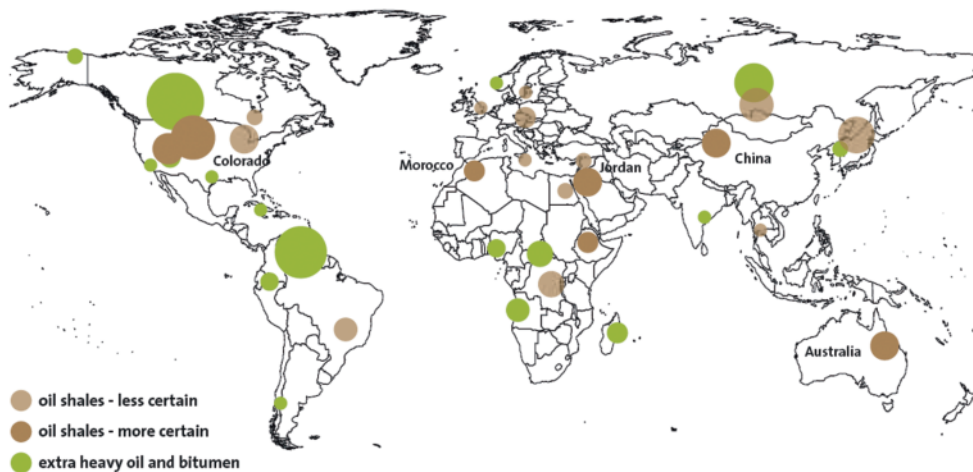 Colorado
Morocco
Jordan
China
Australia
oil shales - less certain
oil shales - more certain
extra heavy oil and bitumen